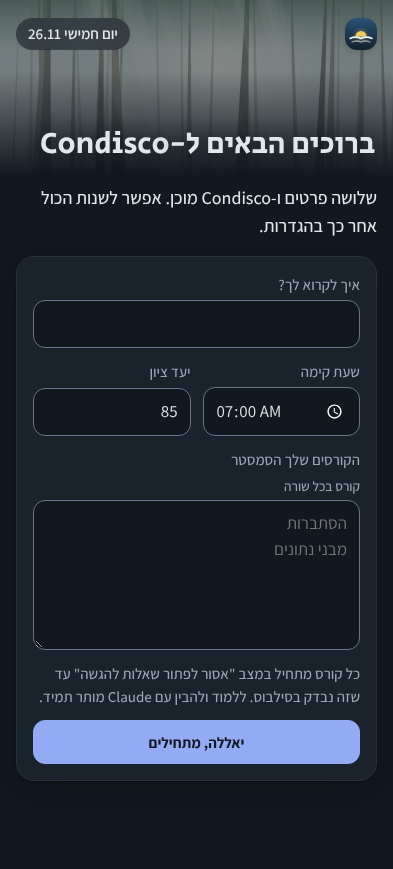 יום חמישי 26.11
ברוכים הבאים ל-Condisco
שלושה פרטים ו-Condisco מוכן. אפשר לשנות הכול
אחר כך בהגדרות.
איך לקרוא לך?
שעת קימה
יעד ציון
07:00 AM
85
הקורסים שלך הסמסטר
קורס בכל שורה
הסתברות
מבני נתונים
כל קורס מתחיל במצב "אסור לפתור שאלות להגשה" עד
שזה נבדק בסילבוס. ללמוד ולהבין עם Claude מותר תמיד.
יאללה, מתחילים